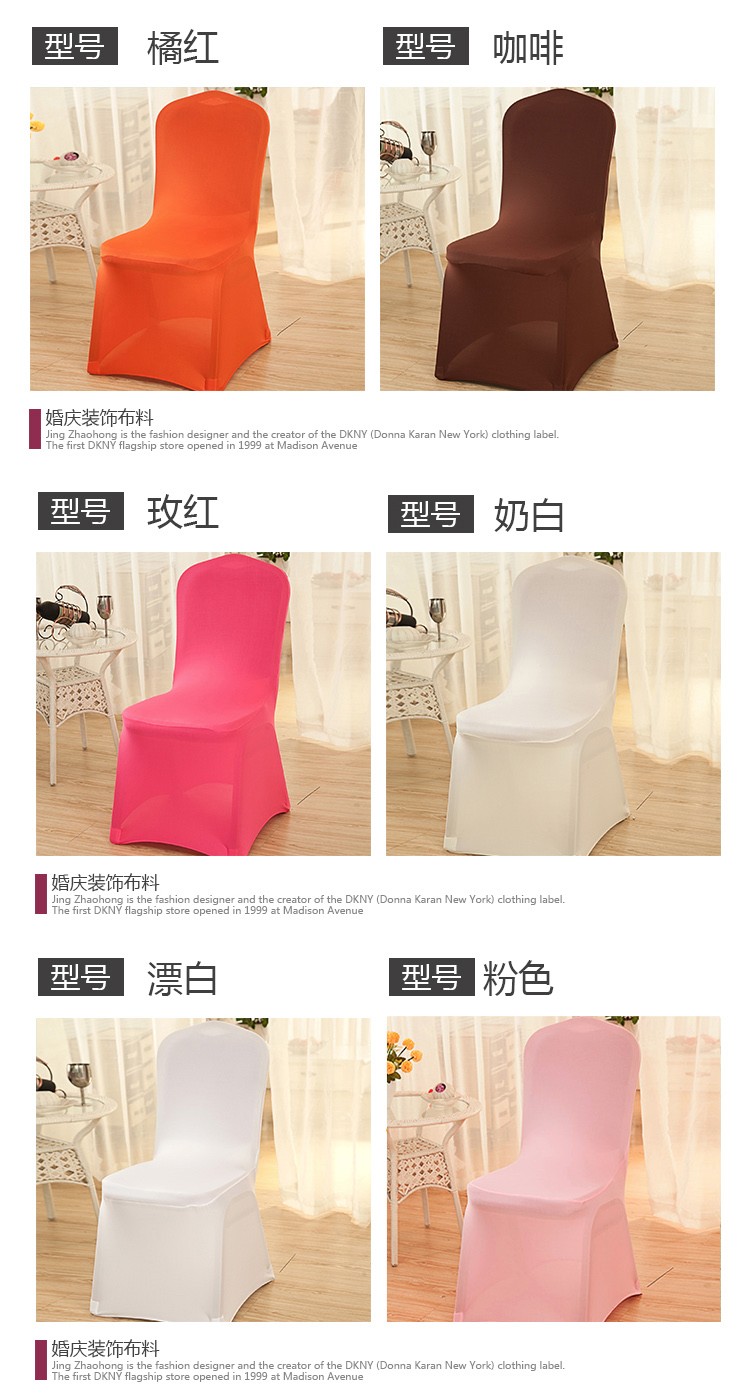 型号 橘红
型号 咖啡
婚庆装饰布料
Jing Zhaohong is the fashion designer and the creator of the DKNY (Donna Karan New York) clothing label.
The first DKNY flagship store opened in 1999 at Madison Avenue
型号 玫红
型号 奶白
婚庆装饰布料
Jing Zhaohong is the fashion designer and the creator of the DKNY (Donna Karan New York) clothing label.
The first DKNY flagship store opened in 1999 at Madison Avenue
型号 漂白
型号 粉色
婚庆装饰布料
Jing Zhaohong is the fashion designer and the creator of the DKNY (Donna Karan New York) clothing label.
The first DKNY flagship store opened in 1999 at Madison Avenue